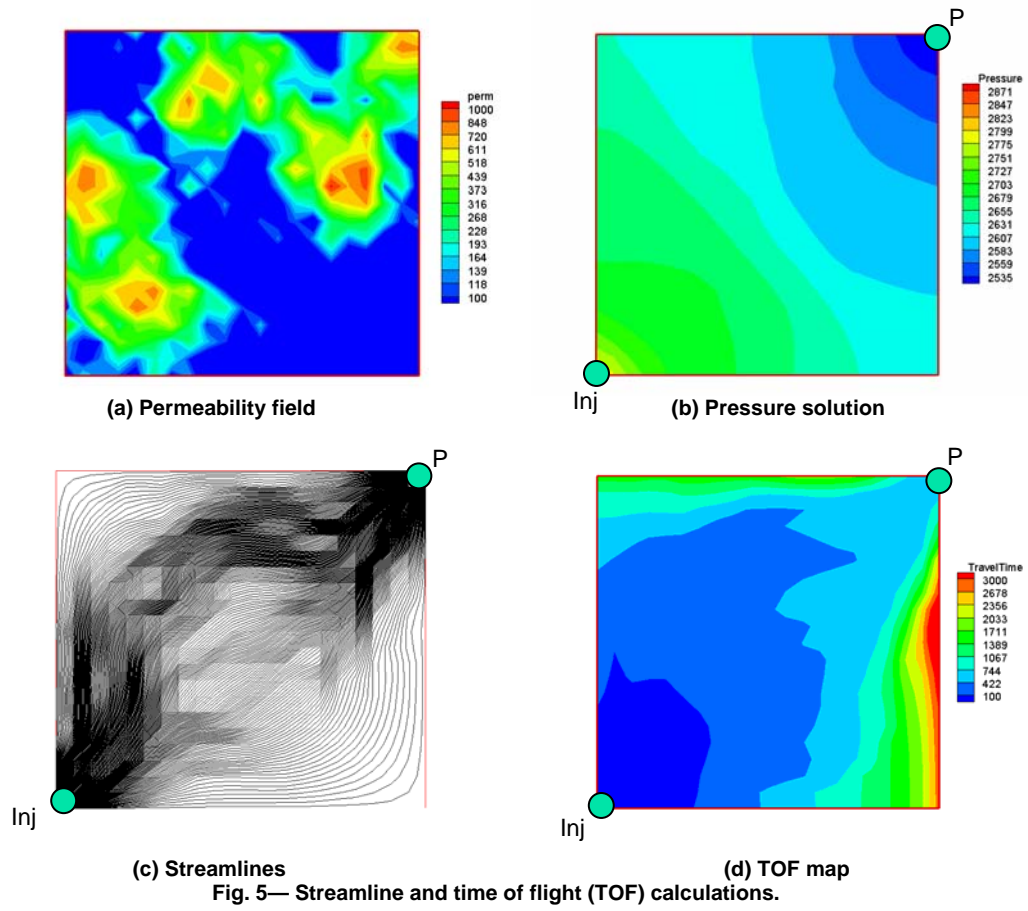 P
perm
1000
848
720
611
518
439
373
316
268
228
193
164
139
118
100
Pressure
2871
2847
2823
2799
2775
2751
2727
2703
2679
2655
2631
2607
2583
2559
2535
Inj
(a) Permeability field
(b) Pressure solution
P
P
TravelTime
3000
2678
2356
2033
1711
1389
1067
744
422
100
Inj
Inj
(c) Streamlines
(d) TOF map
Fig. 5— Streamline and time of flight (TOF) calculations.